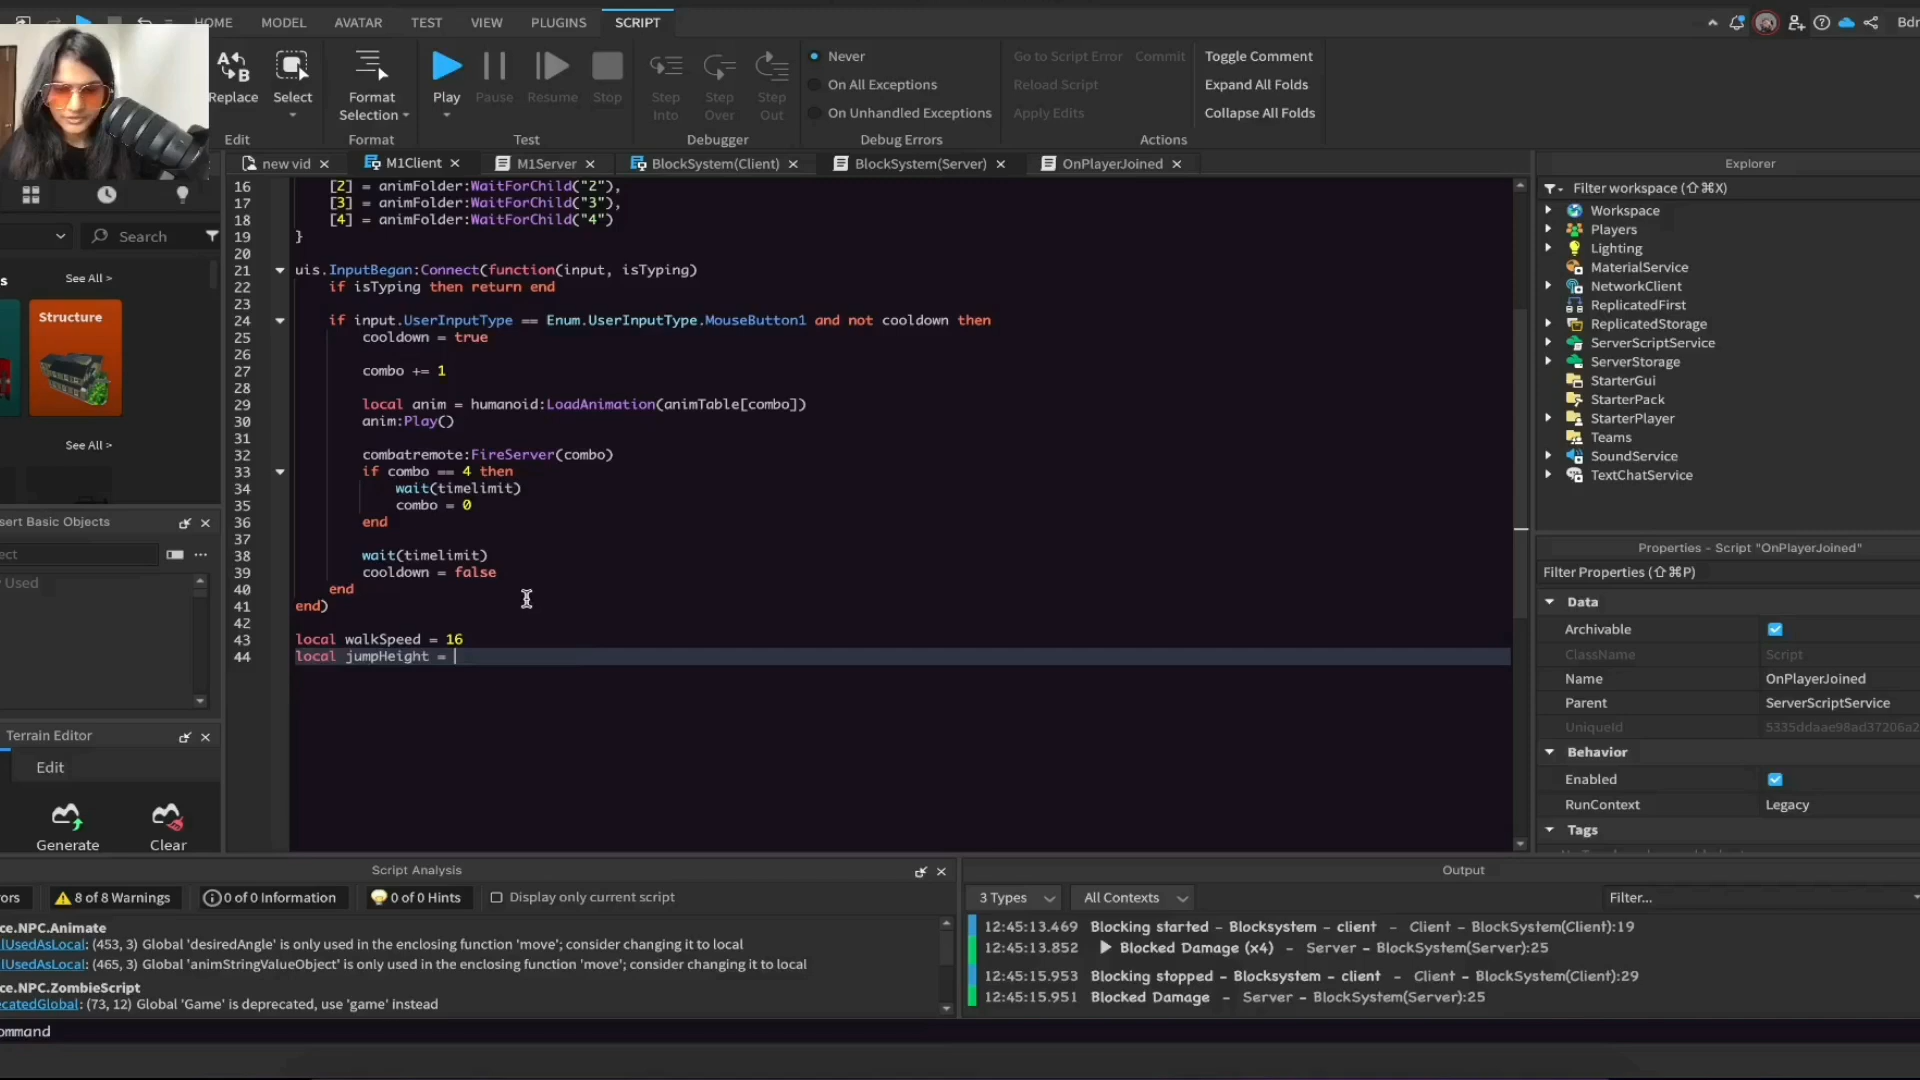 HOME MODEL AVATAR TEST VIEW PLUGINS SCRIPT
Replace Select Format Selection Play Pause Resume Stop Step Into Step Over Step Out
Never
On All Exceptions
On Unhandled Exceptions
Go to Script Error Commit
Reload Script
Apply Edits
Toggle Comment
Expand All Folds
Collapse All Folds
Edit Format Test Debugger Debug Errors Actions
new vid M1Client M1Server BlockSystem(Client) BlockSystem(Server) OnPlayerJoined
Search
See All >
Structure
See All >
sert Basic Objects
ect
Used
Terrain Editor
Edit
Generate Clear
16 [2] = animFolder:WaitForChild("2"),
17 [3] = animFolder:WaitForChild("3"),
18 [4] = animFolder:WaitForChild("4")
19 }
20
21 uis.InputBegan:Connect(function(input, isTyping)
22 if isTyping then return end
23
24 if input.UserInputType == Enum.UserInputType.MouseButton1 and not cooldown then
25 cooldown = true
26
27 combo += 1
28
29 local anim = humanoid:LoadAnimation(animTable[combo])
30 anim:Play()
31
32 combatremote:FireServer(combo)
33 if combo == 4 then
34 wait(timelimit)
35 combo = 0
36 end
37
38 wait(timelimit)
39 cooldown = false
40 end
41 end)
42
43 local walkSpeed = 16
44 local jumpHeight =
Explorer
Filter workspace (⇧⌘X)
Workspace
Players
Lighting
MaterialService
NetworkClient
ReplicatedFirst
ReplicatedStorage
ServerScriptService
ServerStorage
StarterGui
StarterPack
StarterPlayer
Teams
SoundService
TextChatService
Properties - Script "OnPlayerJoined"
Filter Properties (⇧⌘P)
Data
Archivable
ClassName Script
Name OnPlayerJoined
Parent ServerScriptService
UniqueId 5335ddaae98ad37206a2
Behavior
Enabled
RunContext Legacy
Tags
Script Analysis
ors 8 of 8 Warnings 0 of 0 Information 0 of 0 Hints Display only current script
ce.NPC.Animate
lUsedAsLocal: (453, 3) Global 'desiredAngle' is only used in the enclosing function 'move'; consider changing it to local
lUsedAsLocal: (465, 3) Global 'animStringValueObject' is only used in the enclosing function 'move'; consider changing it to local
ce.NPC.ZombieScript
ecatedGlobal: (73, 12) Global 'Game' is deprecated, use 'game' instead
ommand
Output
3 Types All Contexts Filter...
12:45:13.469 Blocking started - Blocksystem - client - Client - BlockSystem(Client):19
12:45:13.852 Blocked Damage (x4) - Server - BlockSystem(Server):25
12:45:15.953 Blocking stopped - Blocksystem - client - Client - BlockSystem(Client):29
12:45:15.951 Blocked Damage - Server - BlockSystem(Server):25